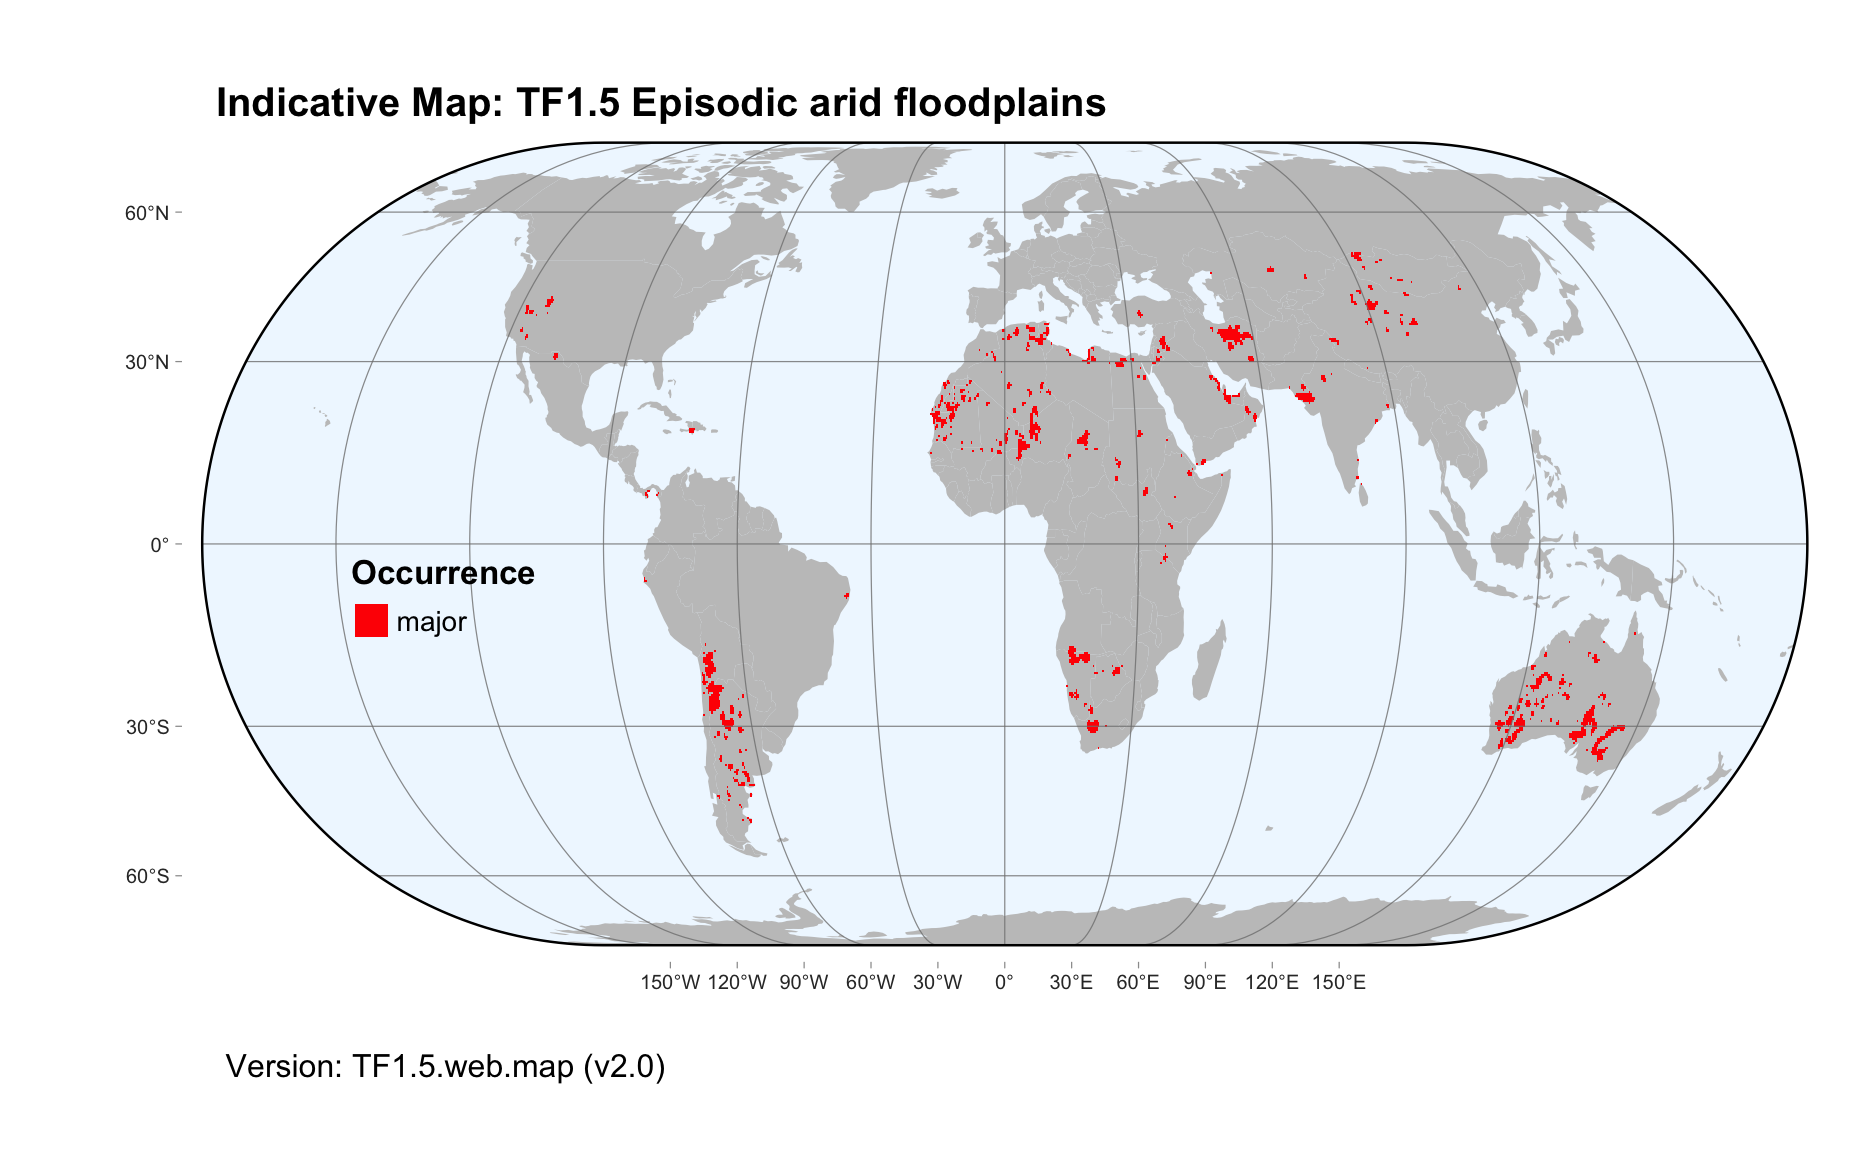 Indicative Map: TF1.5 Episodic arid floodplains
60°N
30°N
0°
30°S
60°S
Occurrence
major
150°W 120°W 90°W 60°W 30°W 0° 30°E 60°E 90°E 120°E 150°E
Version: TF1.5.web.map (v2.0)